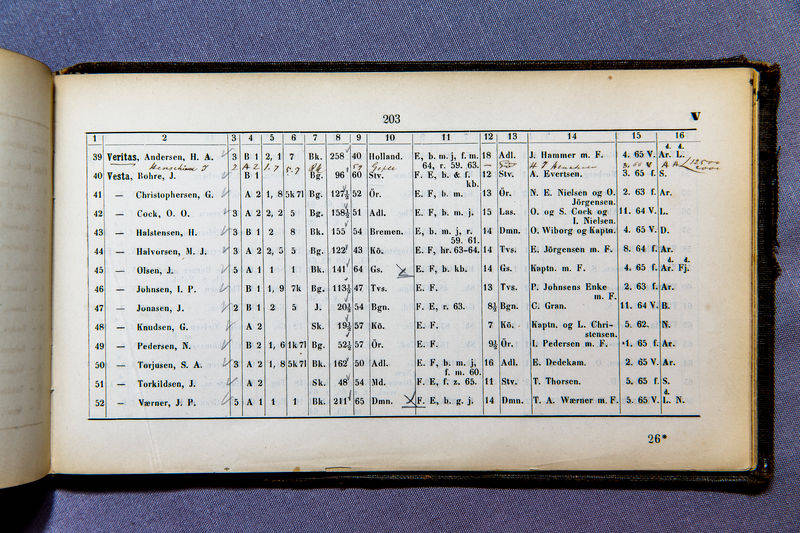 203
V
1 2 3 4 5 6 7 8 9 10 11 12 13 14 15 16
d. d.
39 Veritas, Andersen, H. A. 3 B 1 2, 1 7 Bk. 258 40 Holland. E, b. m. j, f. m. 18 Adl. J. Hammer m. F. 4. 65 V. Ar. L.
64, r. 59. 63.
40 Vesta, Bohre, J. B 1 Bg. 96 60 Stv. F. E, b. & f. 12 Stv. A. Evertsen. 3. 65 f. S.
kb.
41 — Christophersen, G. A 2 1, 8 5k 71 Bg. 127½ 52 Ör. E. F, b. m. 13 Ör. N. E. Nielsen og O. 2. 63 f. Ar.
Jörgensen.
42 — Cock, O. O. 3 A 2 2, 2 5 Bg. 158½ 51 Adl. E. F, b. m. j. 15 Las. O. og S. Cock og 11. 64 V. L.
I. Nielsen.
43 — Halstensen, H. 3 B 1 2 8 Bk. 155 54 Bremen. E, b. m. j, r. 14 Dmn. O. Wiborg og Kaptn. 4. 65 V. D.
59. 61.
44 — Halvorsen, M. J. 3 A 2 2, 5 5 Bg. 122 43 Kö. E. F, hr. 63-64. 14 Tvs. E. Jörgensen m. F. 8. 64 f. Ar.
d. d.
45 — Olsen, J. 5 A 1 1 1 Bk. 141 64 Gs. E. F, b. kb. 14 Gs. Kaptn. m. F. 4. 65 f. Ar. Fj.
46 — Johnsen, I. P. B 1 1, 9 7k Bg. 113½ 47 Tvs. E. F. 13 Tvs. P. Johnsens Enke 2. 63 f. Ar.
m. F.
47 — Jonasen, J. 2 B 1 2 5 J. 20½ 54 Bgn. F. E, r. 63. 8½ Bgn. C. Gran. 11. 64 V. B.
48 — Knudsen, G. A 2 Sk. 19½ 57 Kö. E. F. 7 Kö. Kaptn. og L. Chri- 5. 62. N.
stensen.
49 — Pedersen, N. B 2 1, 6 1k 71 Bg. 52½ 57 Ör. E. F. 9½ Ör. I. Pedersen m. F. 1. 65 f. Ar.
50 — Torjusen, S. A. 3 A 2 1, 8 5k 71 Bk. 162 50 Adl. E. F, b. m. j, 16 Adl. E. Dedekam. 2. 65 V. Ar.
f. m. 60.
51 — Torkildsen, J. A 2 Sk. 48 54 Md. F. E, f. z. 65. 11 Stv. T. Thorsen. 5. 65 f. S.
d.
52 — Værner, J. P. 5 A 1 1 1 Bk. 211 65 Dmn. F. E, b. g. j. 14 Dmn. T. A. Wærner m. F. 5. 65 V. L. N.
26*